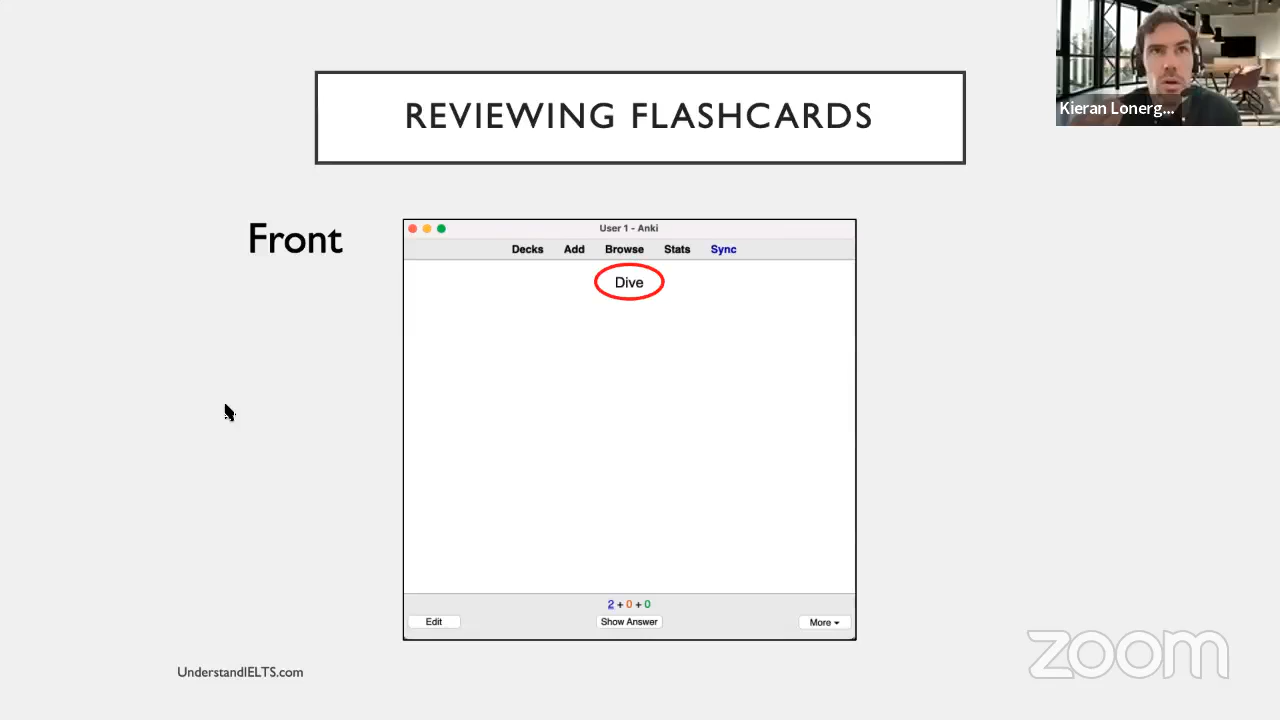 REVIEWING FLASHCARDS
Kieran Lonerg...
Front
User 1 - Anki
Decks Add Browse Stats Sync
Dive
2 + 0 + 0
Edit Show Answer More
UnderstandIELTS.com
zoom